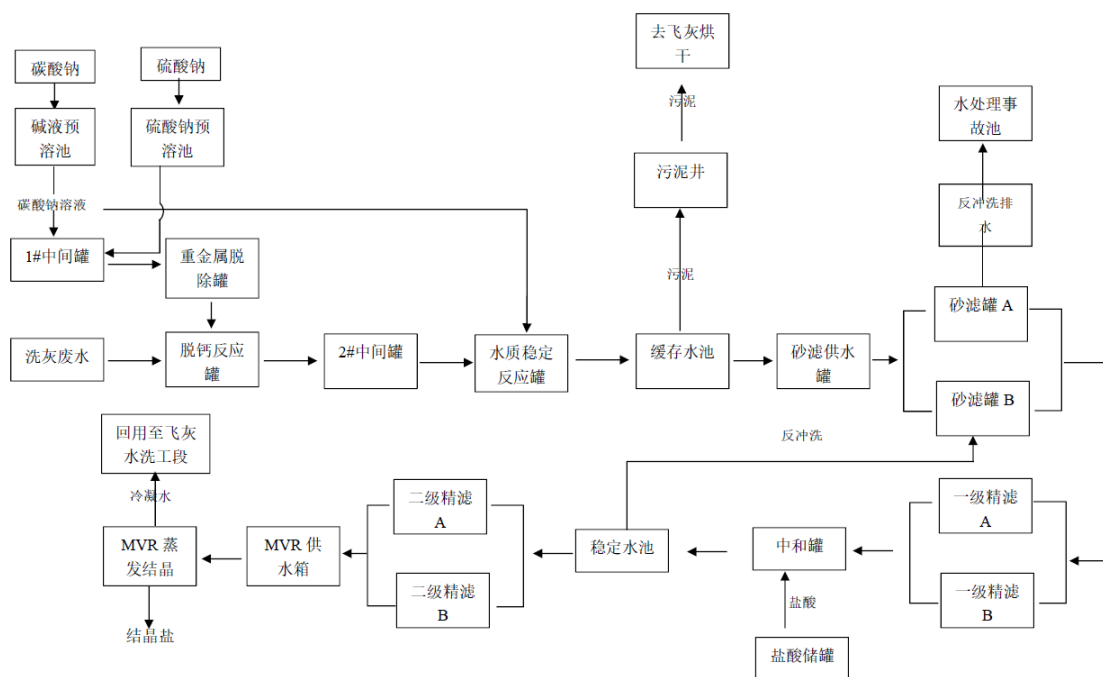 去飞灰烘
干
碳酸钠
硫酸钠
污泥
水处理事
故池
碱液预
溶池
硫酸钠预
溶池
污泥井
碳酸钠溶液
反冲洗排
水
1#中间罐
重金属脱
除罐
污泥
砂滤罐 A
洗灰废水
脱钙反应
罐
2#中间罐
水质稳定
反应罐
缓存水池
砂滤供水
罐
砂滤罐 B
回用至飞灰
水洗工段
反冲洗
冷凝水
二级精滤
A
一级精滤
A
MVR 蒸
发结晶
MVR 供
水箱
稳定水池
中和罐
二级精滤
B
盐酸
一级精滤
B
结晶盐
盐酸储罐